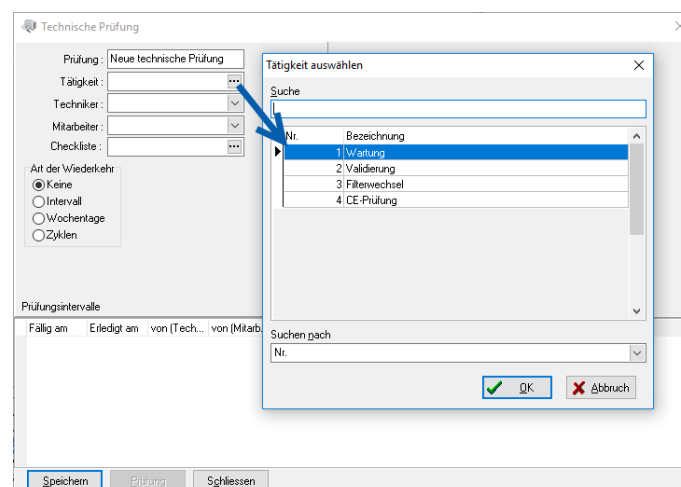 Technische Prüfung
Prüfung : Neue technische Prüfung
Tätigkeit :
Techniker :
Mitarbeiter :
Checkliste :
Art der Wiederkehr
Keine
Intervall
Wochentage
Zyklen
Prüfungsintervalle
Fällig am Erledigt am von (Tech... von (Mitarb.
Speichern Prüfung Schliessen
Tätigkeit auswählen
Suche
Nr. Bezeichnung
1 Wartung
2 Validierung
3 Filterwechsel
4 CE-Prüfung
Suchen nach
Nr.
OK Abbruch